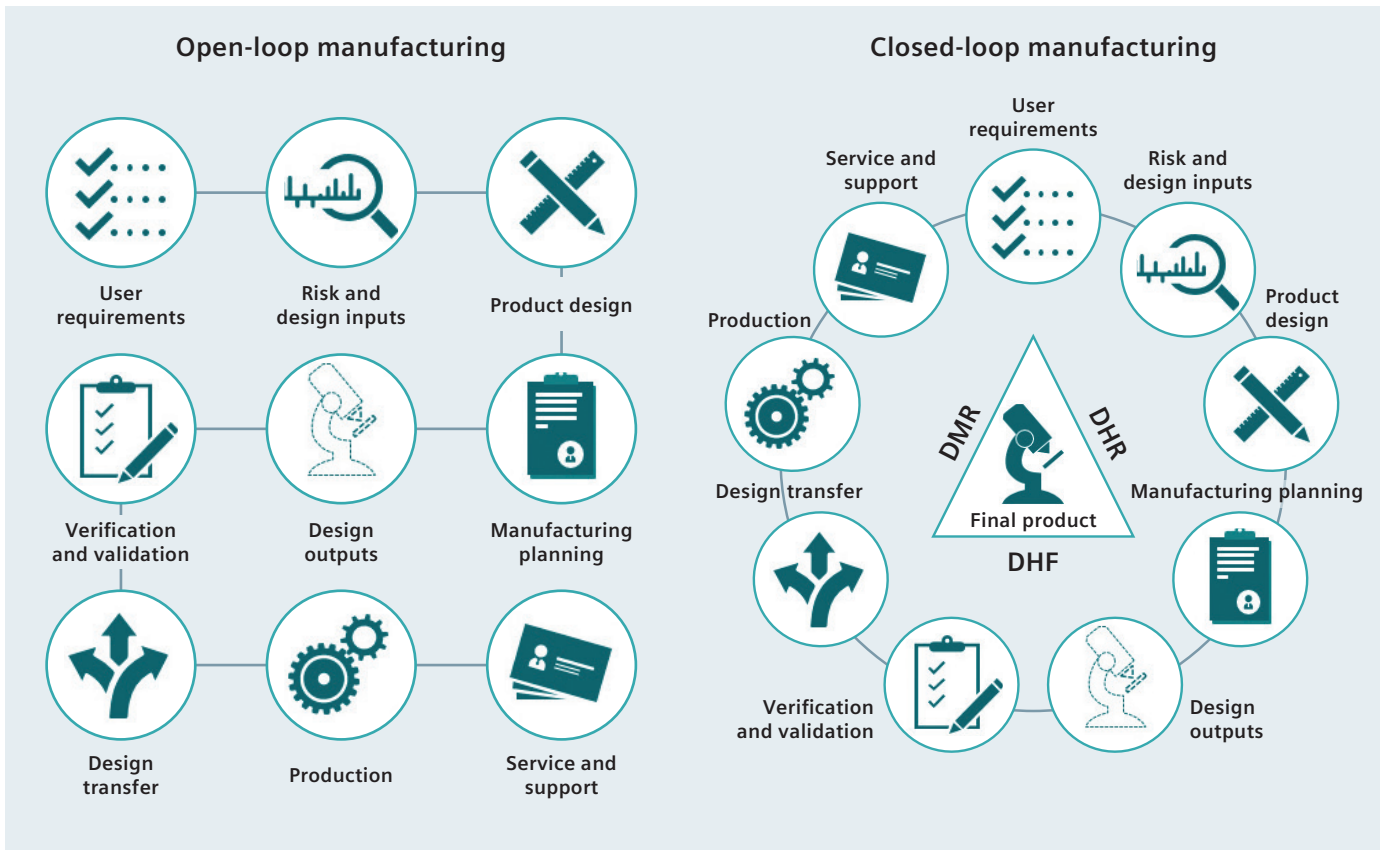 Open-loop manufacturing
User
requirements
Risk and
design inputs
Product design
Verification
and validation
Design
outputs
Manufacturing
planning
Design
transfer
Production
Service and
support
Closed-loop manufacturing
User
requirements
Service and
support
Risk and
design inputs
Production
Product
design
DMR
DHR
Design transfer
Manufacturing planning
Final product
DHF
Verification
and validation
Design
outputs